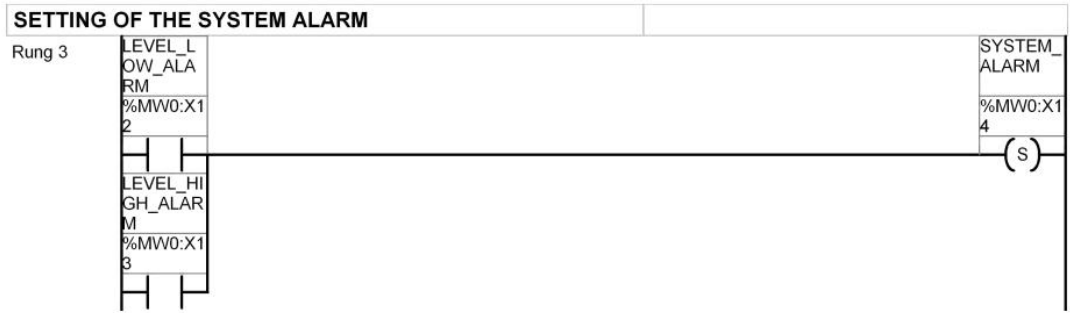 SETTING OF THE SYSTEM ALARM
Rung 3
LEVEL_L
OW_ALA
RM
%MW0:X1
2
SYSTEM_
ALARM
%MW0:X1
4
S
LEVEL_HI
GH_ALAR
M
%MW0:X1
3